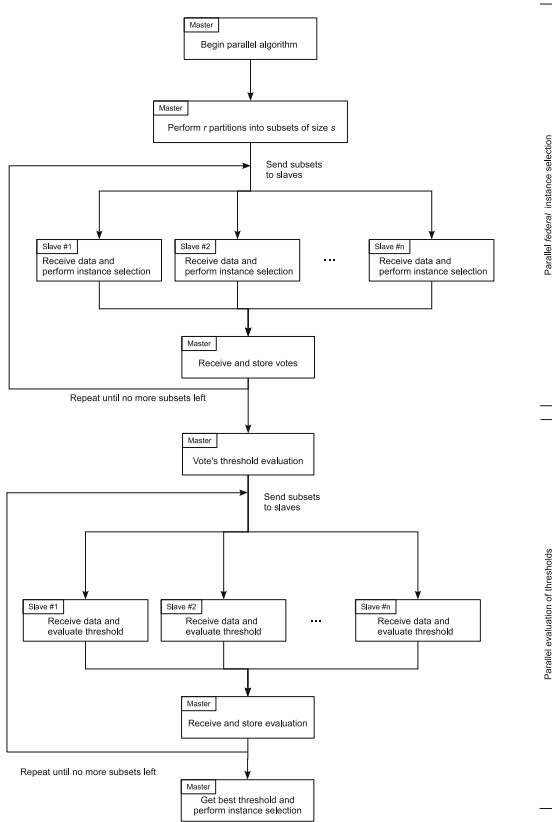 Master
Begin parallel algorithm
Master
Perform r partitions into subsets of size s
Send subsets
to slaves
Slave #1
Receive data and
perform instance selection
Slave #2
Receive data and
perform instance selection
...
Slave #n
Receive data and
perform instance selection
Master
Receive and store votes
Repeat until no more subsets left
Parallel federal instance selection
Master
Vote's threshold evaluation
Send subsets
to slaves
Slave #1
Receive data and
evaluate threshold
Slave #2
Receive data and
evaluate threshold
...
Slave #n
Receive data and
evaluate threshold
Master
Receive and store evaluation
Repeat until no more subsets left
Master
Get best threshold and
perform instance selection
Parallel evaluation of thresholds